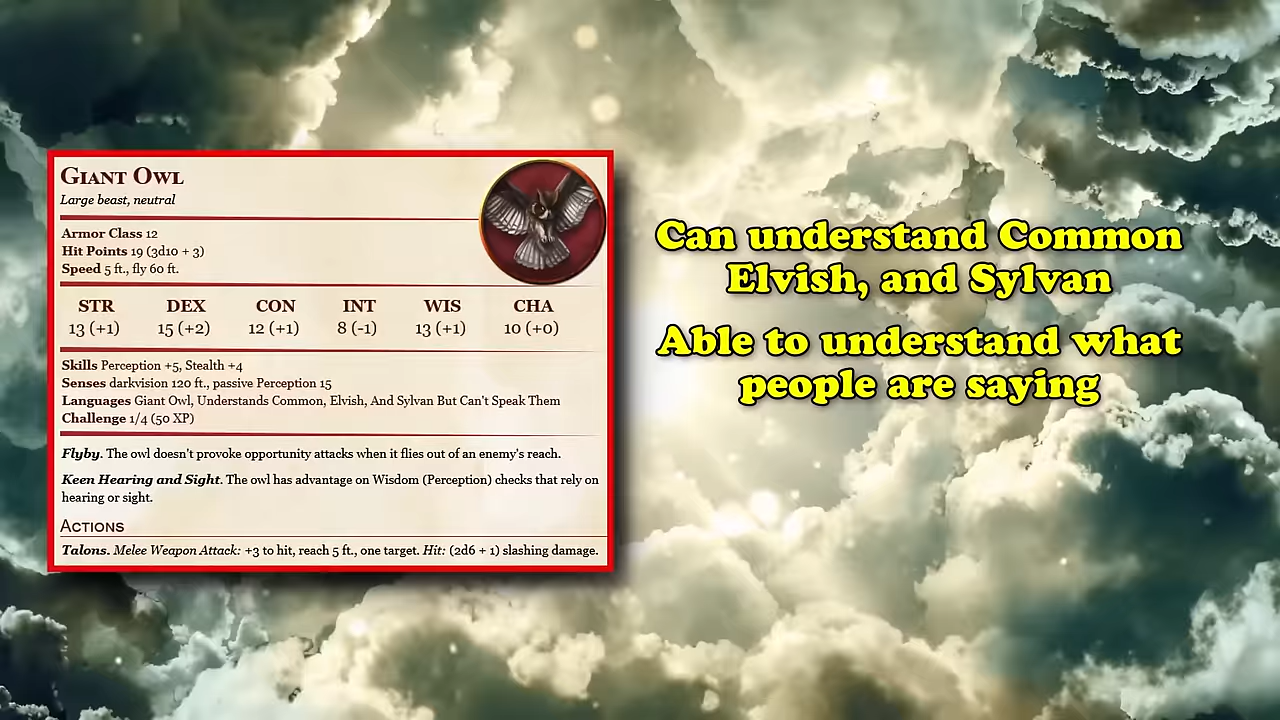 Giant Owl
Large beast, neutral
Armor Class 12
Hit Points 19 (3d10 + 3)
Speed 5 ft., fly 60 ft.
STR DEX CON INT WIS CHA
13 (+1) 15 (+2) 12 (+1) 8 (-1) 13 (+1) 10 (+0)
Skills Perception +5, Stealth +4
Senses darkvision 120 ft., passive Perception 15
Languages Giant Owl, Understands Common, Elvish, And Sylvan But Can't Speak Them
Challenge 1/4 (50 XP)
Flyby. The owl doesn't provoke opportunity attacks when it flies out of an enemy's reach.
Keen Hearing and Sight. The owl has advantage on Wisdom (Perception) checks that rely on
hearing or sight.
Actions
Talons. Melee Weapon Attack: +3 to hit, reach 5 ft., one target. Hit: (2d6 + 1) slashing damage.
Can understand Common
Elvish, and Sylvan
Able to understand what
people are saying